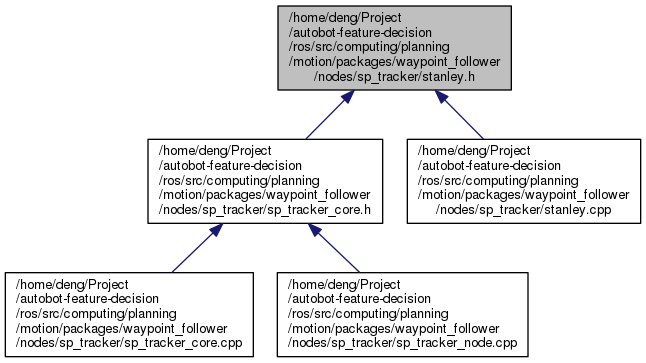 /home/deng/Project
/autobot-feature-decision
/ros/src/computing/planning
/motion/packages/waypoint_follower
/nodes/sp_tracker/stanley.h
/home/deng/Project
/autobot-feature-decision
/ros/src/computing/planning
/motion/packages/waypoint_follower
/nodes/sp_tracker/sp_tracker_core.h
/home/deng/Project
/autobot-feature-decision
/ros/src/computing/planning
/motion/packages/waypoint_follower
/nodes/sp_tracker/stanley.cpp
/home/deng/Project
/autobot-feature-decision
/ros/src/computing/planning
/motion/packages/waypoint_follower
/nodes/sp_tracker/sp_tracker_core.cpp
/home/deng/Project
/autobot-feature-decision
/ros/src/computing/planning
/motion/packages/waypoint_follower
/nodes/sp_tracker/sp_tracker_node.cpp